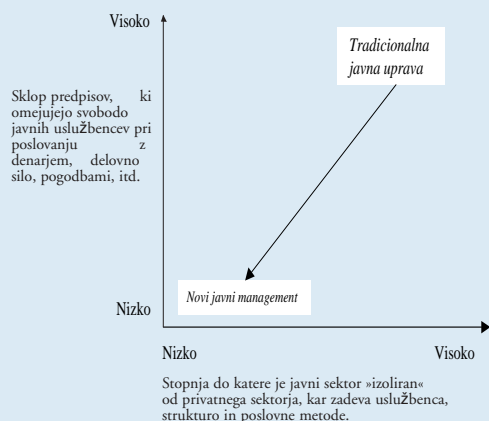 Visoko
Tradicionalna
javna uprava
Sklop predpisov, ki
omejujejo svobodo
javnih uslužbencev pri
poslovanju z
denarjem, delovno
silo, pogodbami, itd.
Novi javni management
Nizko
Nizko Visoko
Stopnja do katere je javni sektor »izoliran«
od privatnega sektorja, kar zadeva uslužbenca,
strukturo in poslovne metode.